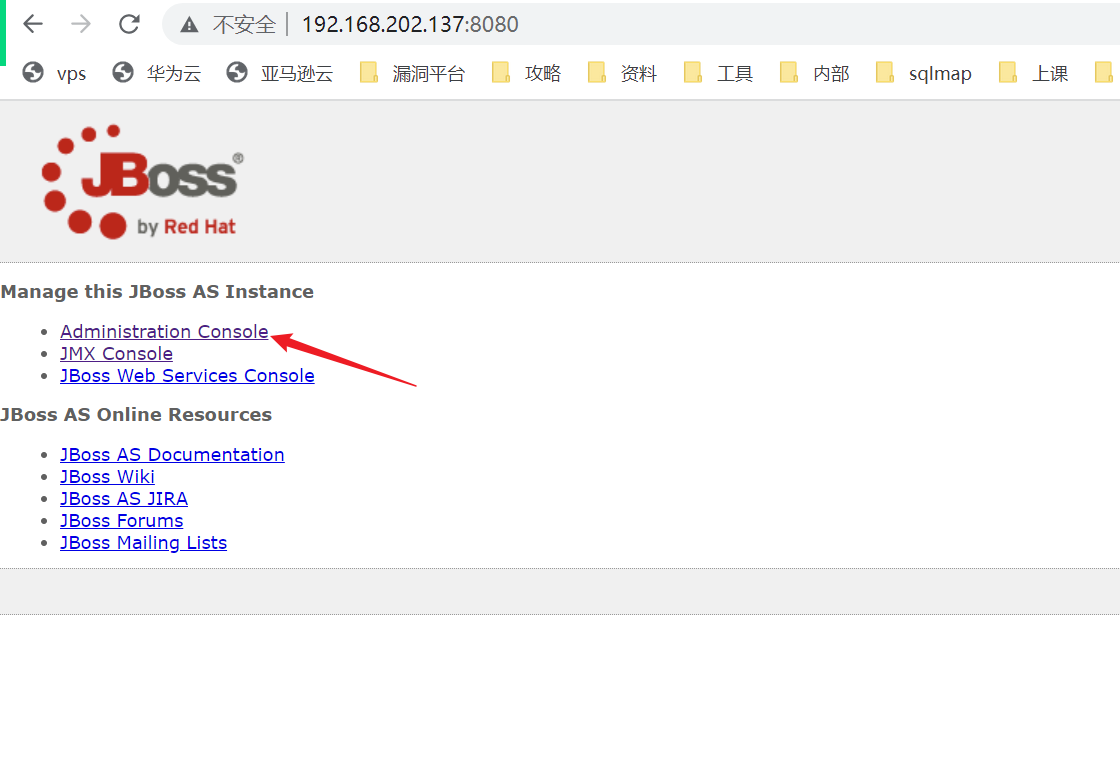 不安全 192.168.202.137:8080
vps 华为云 亚马逊云 漏洞平台 攻略 资料 工具 内部 sqlmap 上课
JBoss®
by Red Hat
Manage this JBoss AS Instance
Administration Console
JMX Console
JBoss Web Services Console
JBoss AS Online Resources
JBoss AS Documentation
JBoss Wiki
JBoss AS JIRA
JBoss Forums
JBoss Mailing Lists